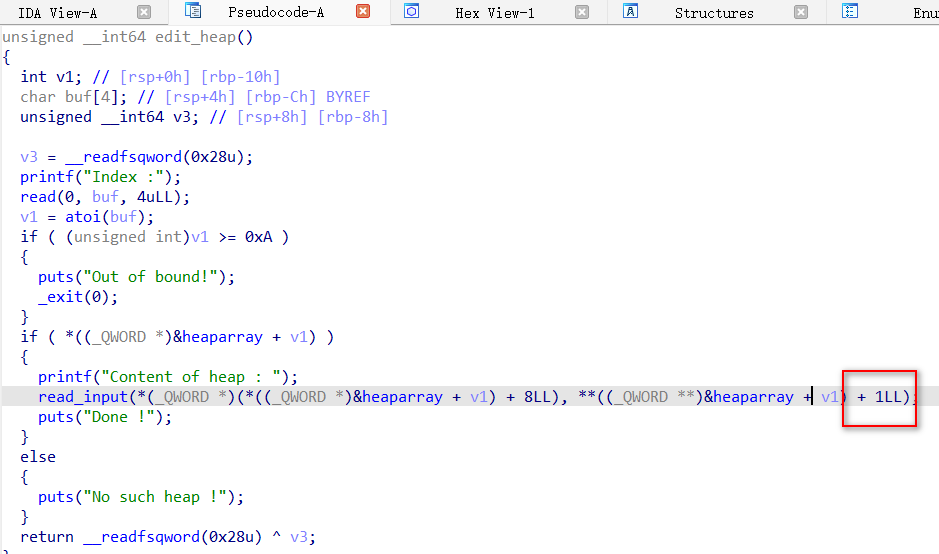 IDA View-A Pseudocode-A Hex View-1 Structures Enu
unsigned __int64 edit_heap()
{
int v1; // [rsp+0h] [rbp-10h]
char buf[4]; // [rsp+4h] [rbp-Ch] BYREF
unsigned __int64 v3; // [rsp+8h] [rbp-8h]
v3 = __readfsqword(0x28u);
printf("Index :");
read(0, buf, 4uLL);
v1 = atoi(buf);
if ( (unsigned int)v1 >= 0xA )
{
puts("Out of bound!");
_exit(0);
}
if ( *((_QWORD *)&heaparray + v1) )
{
printf("Content of heap : ");
read_input(*(_QWORD *)(*((_QWORD *)&heaparray + v1) + 8LL), **((_QWORD **)&heaparray + v1) + 1LL);
puts("Done !");
}
else
{
puts("No such heap !");
}
return __readfsqword(0x28u) ^ v3;
}